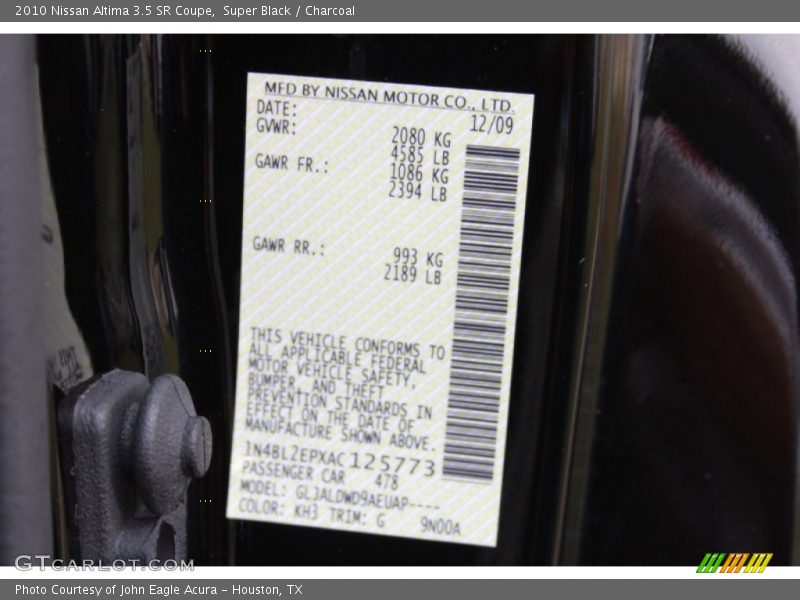 2010 Nissan Altima 3.5 SR Coupe,  Super Black / Charcoal
MFD BY NISSAN MOTOR CO., LTD.
DATE: 12/09
GVWR: 2080 KG
4585 LB
GAWR FR.: 1086 KG
2394 LB
GAWR RR.: 993 KG
2189 LB
THIS VEHICLE CONFORMS TO
ALL APPLICABLE FEDERAL
MOTOR VEHICLE SAFETY,
BUMPER, AND THEFT
PREVENTION STANDARDS IN
EFFECT ON THE DATE OF
MANUFACTURE SHOWN ABOVE.
1N4BL2EPXAC125773
PASSENGER CAR 478
MODEL: GLJALDWD9AEUAP----
COLOR: KH3 TRIM: G 9N00A
GTcarlot.com
Photo Courtesy of John Eagle Acura - Houston, TX